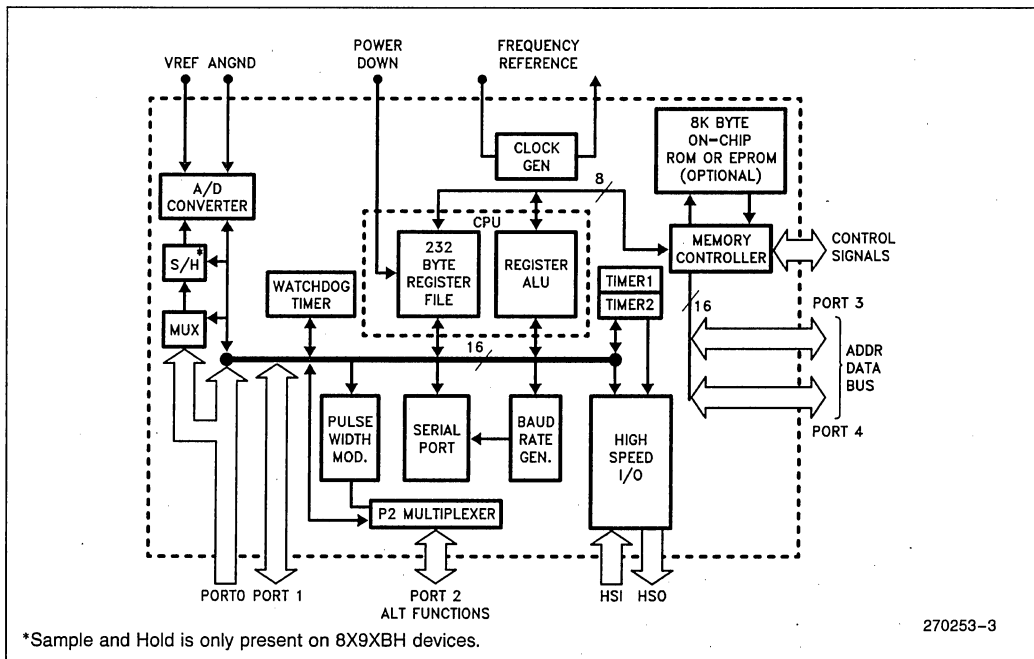 VREF ANGND
POWER
DOWN
FREQUENCY
REFERENCE
A/D
CONVERTER
S/H*
MUX
WATCHDOG
TIMER
CLOCK
GEN
8
CPU
232
BYTE
REGISTER
FILE
REGISTER
ALU
TIMER1
TIMER2
8K BYTE
ON-CHIP
ROM OR EPROM
(OPTIONAL)
MEMORY
CONTROLLER
CONTROL
SIGNALS
16
PORT 3
ADDR
DATA
BUS
PORT 4
16
PULSE
WIDTH
MOD.
SERIAL
PORT
BAUD
RATE
GEN.
HIGH
SPEED
I/O
P2 MULTIPLEXER
PORT0 PORT 1
PORT 2
ALT FUNCTIONS
HSI HSO
270253-3
*Sample and Hold is only present on 8X9XBH devices.